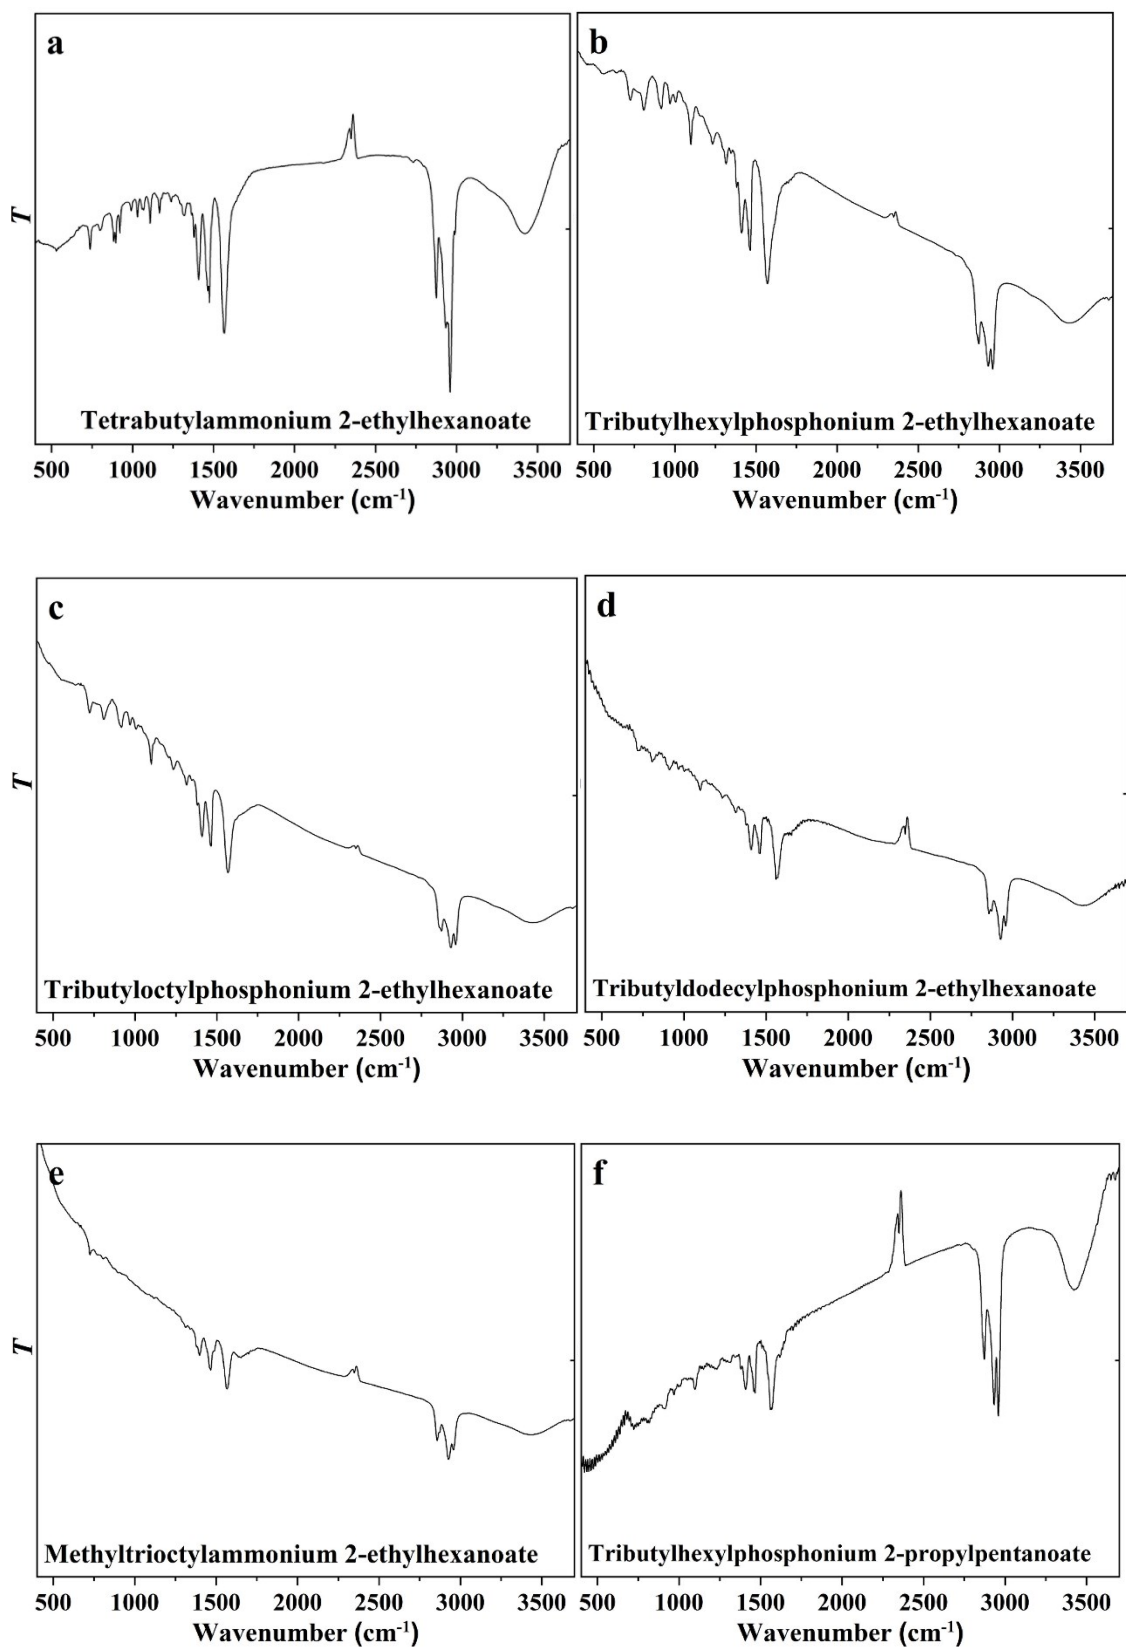 a
b
T
Tetrabutylammonium 2-ethylhexanoate
Tributylhexylphosphonium 2-ethylhexanoate
500 1000 1500 2000 2500 3000 3500
500 1000 1500 2000 2500 3000 3500
Wavenumber (cm-1)
Wavenumber (cm-1)
c
d
T
Tributyloctylphosphonium 2-ethylhexanoate
Tributyldodecylphosphonium 2-ethylhexanoate
500 1000 1500 2000 2500 3000 3500
500 1000 1500 2000 2500 3000 3500
Wavenumber (cm-1)
Wavenumber (cm-1)
e
f
T
Methyltrioctylammonium 2-ethylhexanoate
Tributylhexylphosphonium 2-propylpentanoate
500 1000 1500 2000 2500 3000 3500
500 1000 1500 2000 2500 3000 3500
Wavenumber (cm-1)
Wavenumber (cm-1)